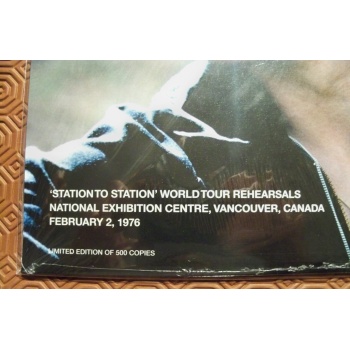 'STATION TO STATION' WORLD TOUR REHEARSALS
NATIONAL EXHIBITION CENTRE, VANCOUVER, CANADA
FEBRUARY 2, 1976
LIMITED EDITION OF 500 COPIES